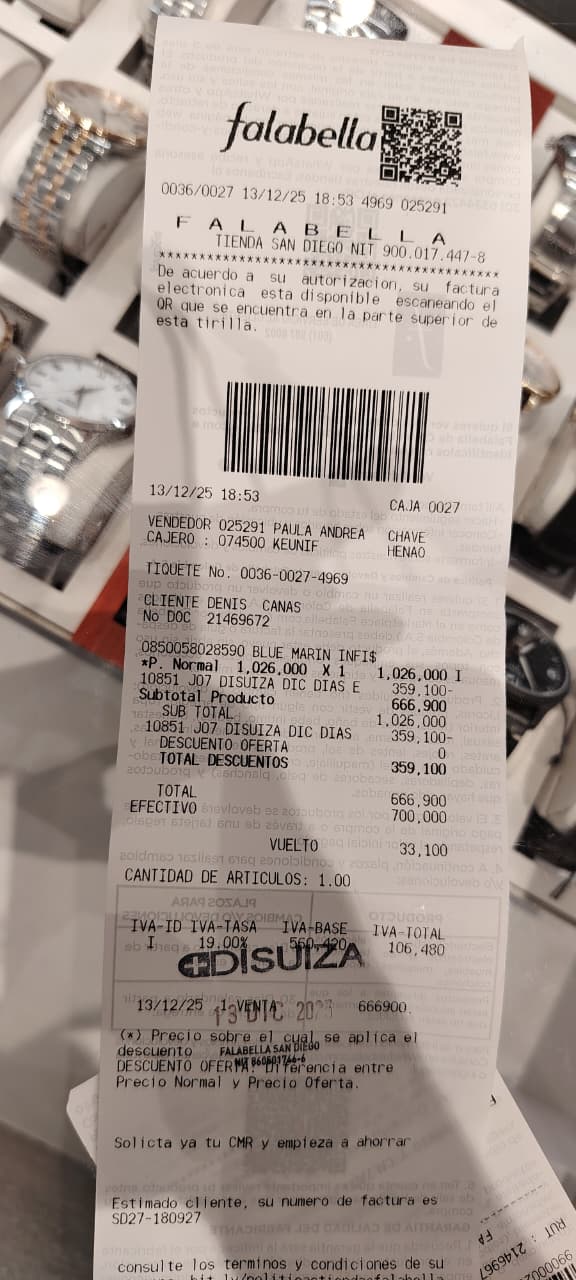 falabella
0036/0027 13/12/25 18:53 4969 025291
F A L A B E L L A
TIENDA SAN DIEGO NIT 900.017.447-8
******************************************
De acuerdo a su autorizacion, su factura
electronica esta disponible escaneando el
QR que se encuentra en la parte superior de
esta tirilla.
13/12/25 18:53 CAJA 0027
VENDEDOR 025291 PAULA ANDREA CHAVE
CAJERO : 074500 KEUNIF HENAO
TIQUETE No. 0036-0027-4969
CLIENTE DENIS CANAS
No DOC 21469672
0850058028590 BLUE MARIN INFI$
*P. Normal 1,026,000 X 1 1,026,000 I
10851 J07 DISUIZA DIC DIAS E 359,100-
Subtotal Producto 666,900
SUB TOTAL 1,026,000
10851 J07 DISUIZA DIC DIAS 359,100-
DESCUENTO OFERTA 0
TOTAL DESCUENTOS 359,100
TOTAL 666,900
EFECTIVO 700,000
VUELTO 33,100
CANTIDAD DE ARTICULOS: 1.00
IVA-ID IVA-TASA IVA-BASE IVA-TOTAL
I 19,00% 560,420 106,480
DISUIZA
13/12/25 1 VENTA 666900
13 DIC
(*) Precio sobre el cual se aplica el
descuento
FALABELLA SAN DIEGO
DESCUENTO OFERTA: Diferencia entre
Precio Normal y Precio Oferta.
Solicta ya tu CMR y empieza a ahorrar
Estimado cliente, su numero de factura es
SD27-180927
consulte los terminos y condiciones de su